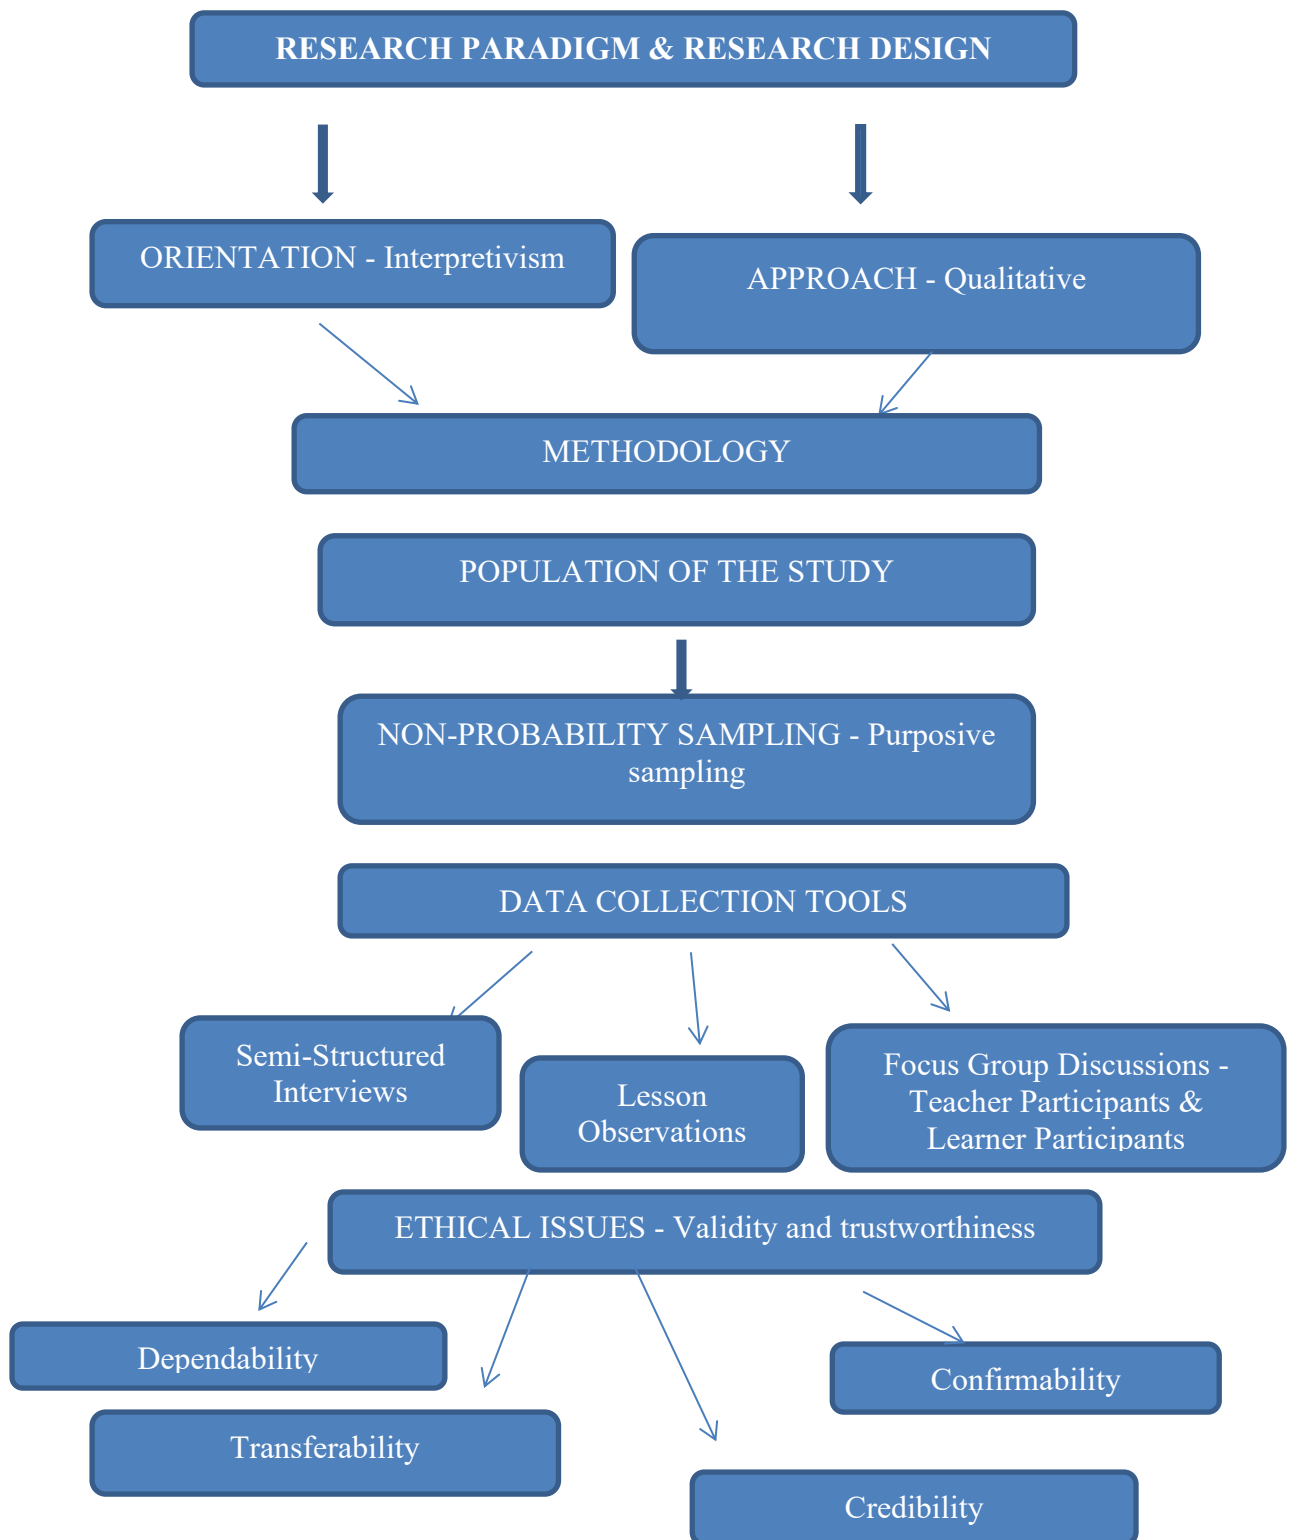 RESEARCH PARADIGM & RESEARCH DESIGN
ORIENTATION - Interpretivism
APPROACH - Qualitative
METHODOLOGY
POPULATION OF THE STUDY
NON-PROBABILITY SAMPLING - Purposive
sampling
DATA COLLECTION TOOLS
Semi-Structured
Interviews
Lesson
Observations
Focus Group Discussions -
Teacher Participants &
Learner Participants
ETHICAL ISSUES - Validity and trustworthiness
Dependability
Confirmability
Transferability
Credibility